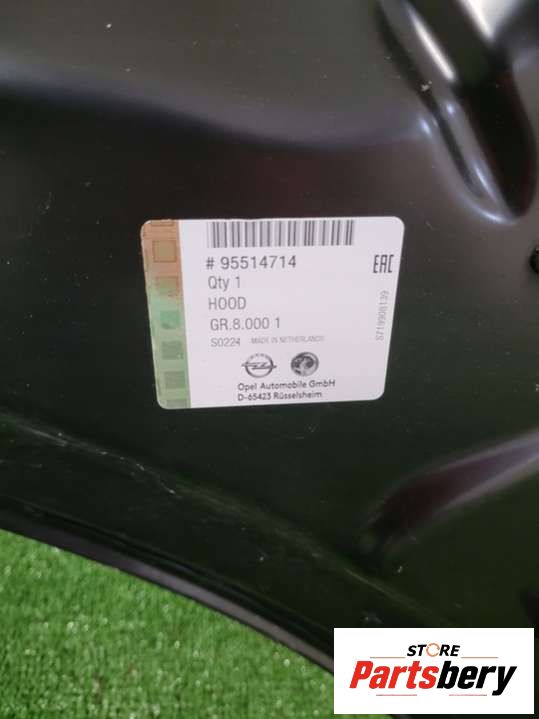 # 95514714
EAC
Qty 1
HOOD
GR.8.000 1
S0224 MADE IN NETHERLANDS
S719908139
Opel Automobile GmbH
D-65423 Rüsselsheim
STORE
Partsbery